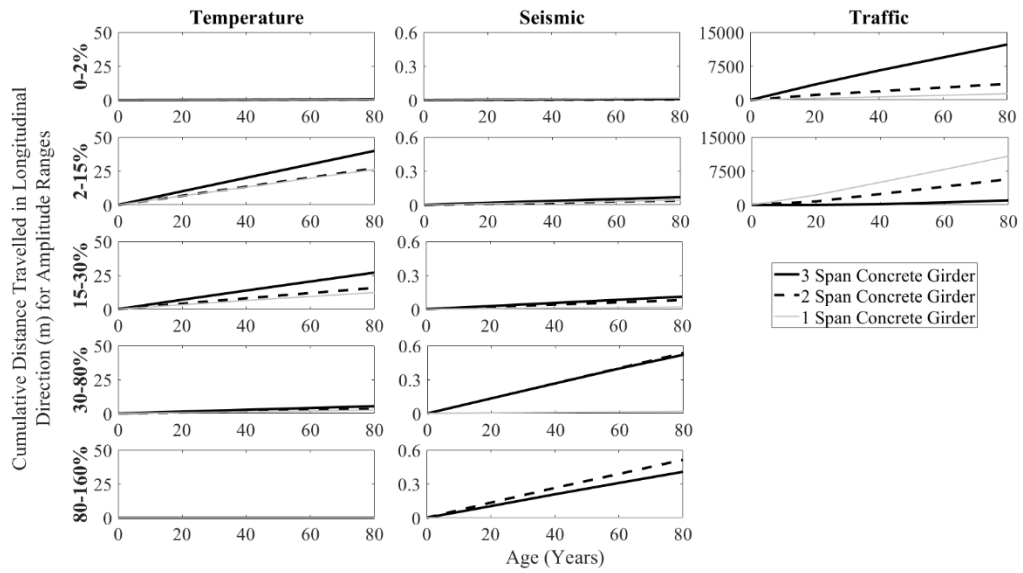 Temperature
Seismic
Traffic
Cumulative Distance Travelled in Longitudinal
Direction (m) for Amplitude Ranges
0-2%
50
25
0
0 20 40 60 80
0.6
0.3
0
0 20 40 60 80
15000
7500
0
0 20 40 60 80
2-15%
50
25
0
0 20 40 60 80
0.6
0.3
0
0 20 40 60 80
15000
7500
0
0 20 40 60 80
15-30%
50
25
0
0 20 40 60 80
0.6
0.3
0
0 20 40 60 80
3 Span Concrete Girder
2 Span Concrete Girder
1 Span Concrete Girder
30-80%
50
25
0
0 20 40 60 80
0.6
0.3
0
0 20 40 60 80
80-160%
50
25
0
0 20 40 60 80
0.6
0.3
0
0 20 40 60 80
Age (Years)